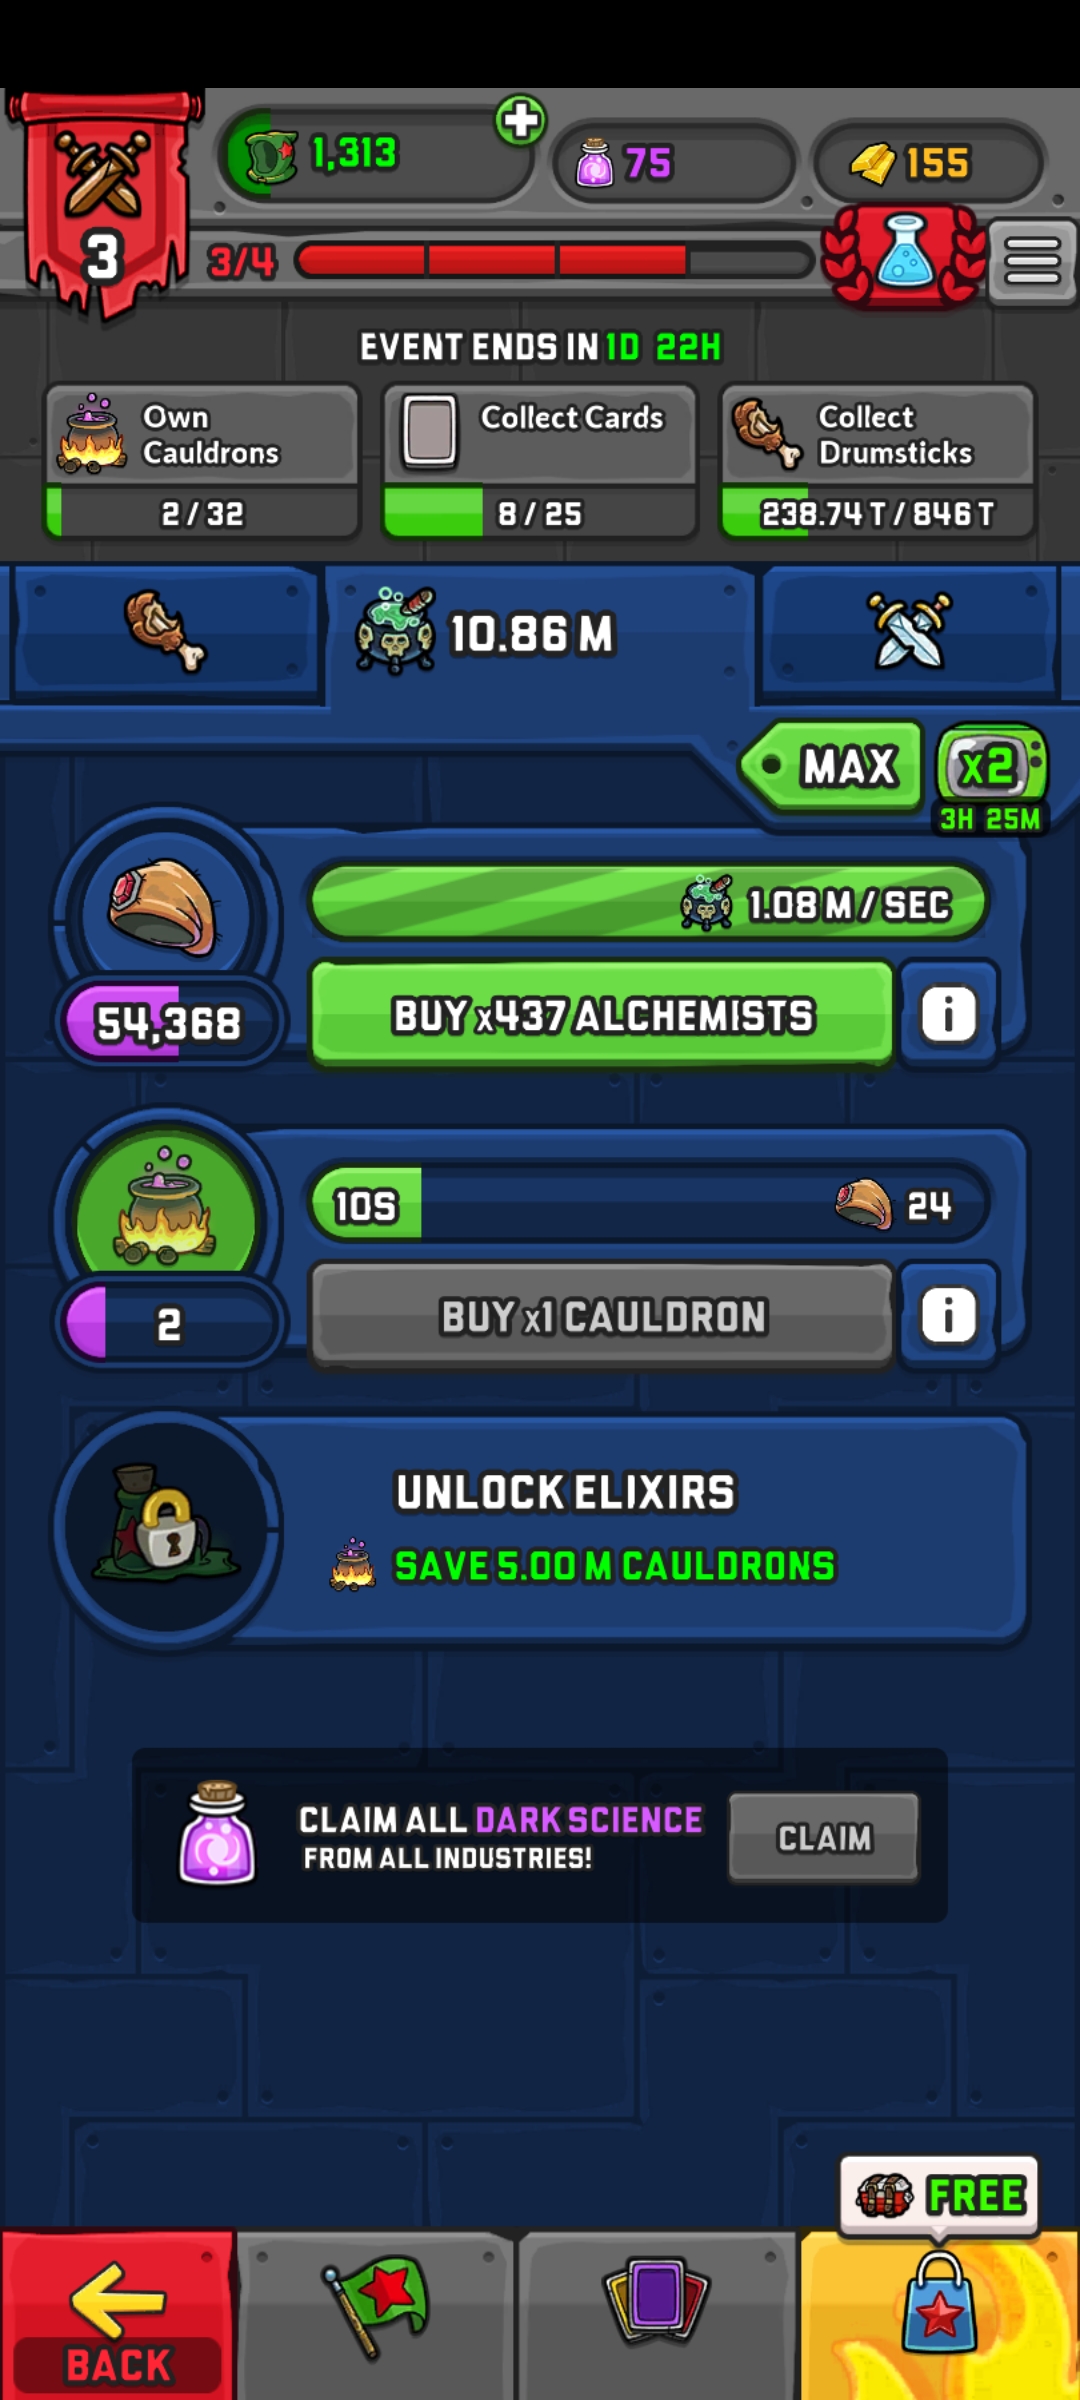 1,313
75
155
3
3/4
EVENT ENDS IN 1D 22H
Own
Cauldrons
2/32
Collect Cards
8/25
Collect
Drumsticks
238.74 T/846 T
10.86 M
MAX
x2
3H 25M
1.08 M / SEC
54,368
BUY x437 ALCHEMISTS
i
10S
24
2
BUY x1 CAULDRON
i
UNLOCK ELIXIRS
SAVE 5.00 M CAULDRONS
CLAIM ALL DARK SCIENCE
FROM ALL INDUSTRIES!
CLAIM
FREE
BACK